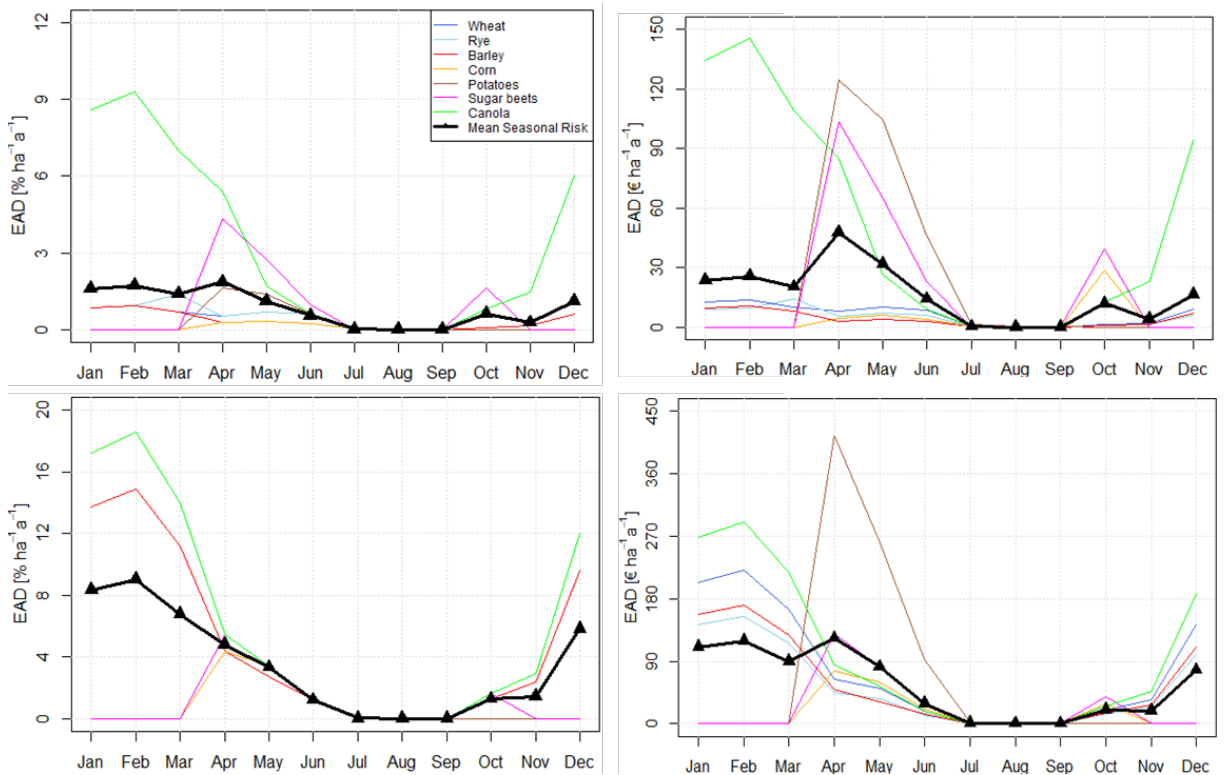 12
9
6
3
0
EAD [% ha⁻¹ a⁻¹]
Wheat
Rye
Barley
Corn
Potatoes
Sugar beets
Canola
Mean Seasonal Risk
Jan Feb Mar Apr May Jun Jul Aug Sep Oct Nov Dec
150
120
90
60
30
0
EAD [€ ha⁻¹ a⁻¹]
Jan Feb Mar Apr May Jun Jul Aug Sep Oct Nov Dec
20
16
12
8
4
0
EAD [% ha⁻¹ a⁻¹]
Jan Feb Mar Apr May Jun Jul Aug Sep Oct Nov Dec
450
360
270
180
90
0
EAD [€ ha⁻¹ a⁻¹]
Jan Feb Mar Apr May Jun Jul Aug Sep Oct Nov Dec